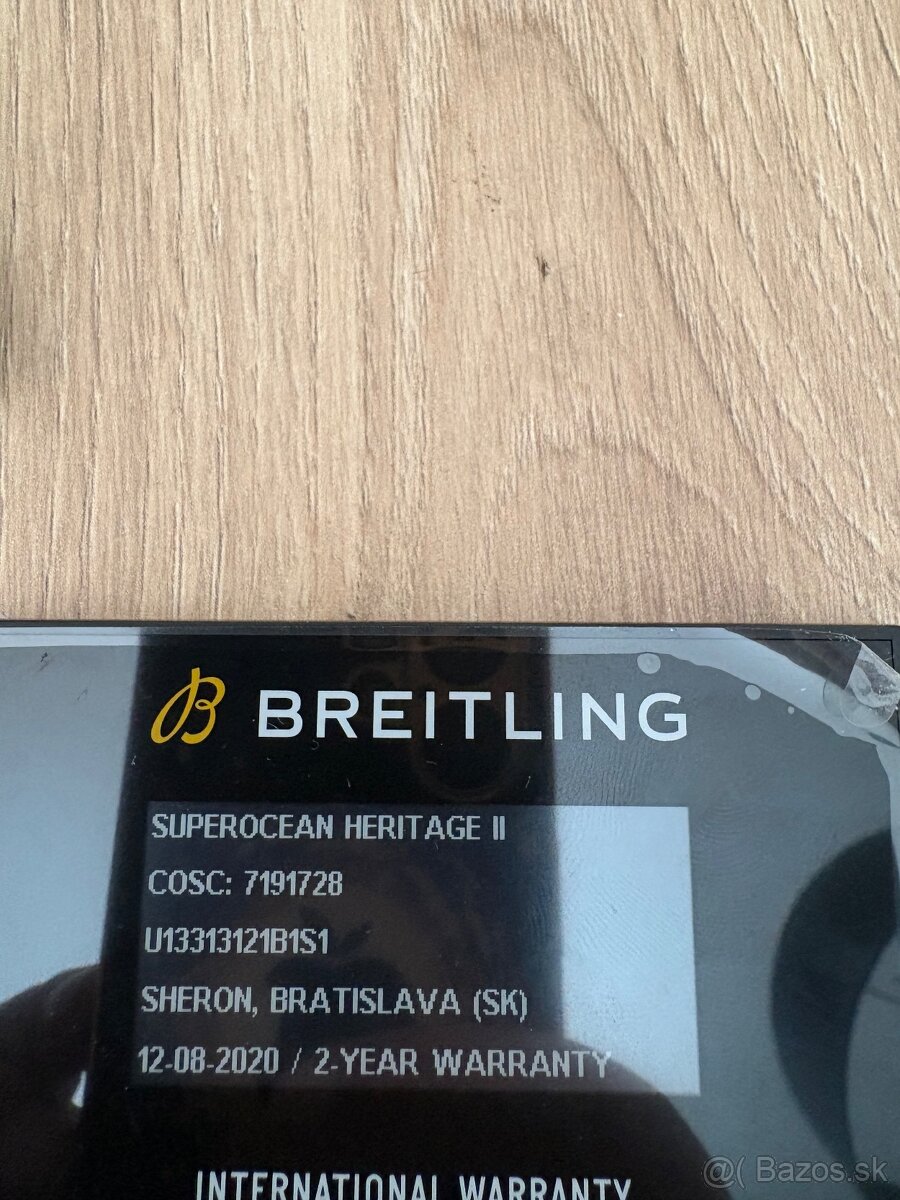 B BREITLING
SUPEROCEAN HERITAGE II
COSC: 7191728
U13313121B1S1
SHERON, BRATISLAVA (SK)
12-08-2020 / 2-YEAR WARRANTY
INTERNATIONAL WARRANTY
@( Bazos.sk